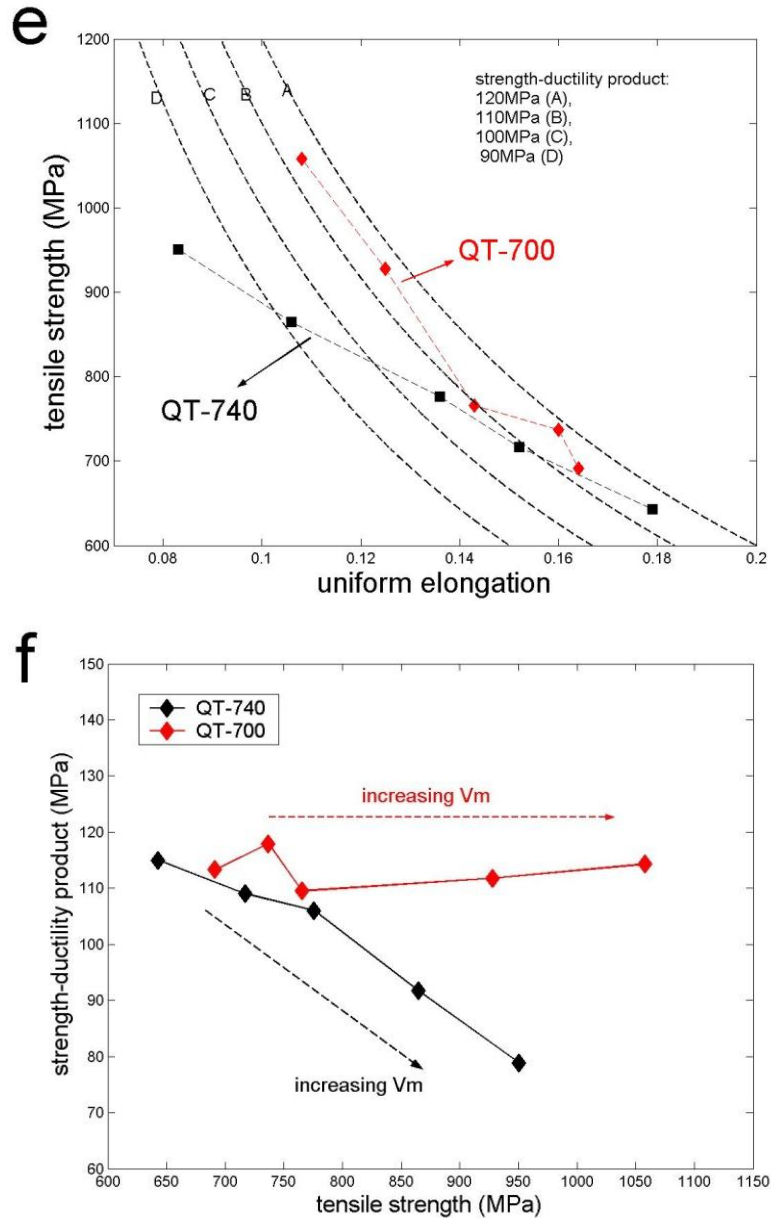 e
1200
1100
1000
900
800
700
600
tensile strength (MPa)
D
C
B
A
strength-ductility product:
120MPa (A),
110MPa (B),
100MPa (C),
90MPa (D)
QT-700
QT-740
0.08
0.1
0.12
0.14
0.16
0.18
0.2
uniform elongation
f
150
140
130
120
110
100
90
80
70
60
strength-ductility product (MPa)
QT-740
QT-700
increasing Vm
increasing Vm
600
650
700
750
800
850
900
950
1000
1050
1100
1150
tensile strength (MPa)